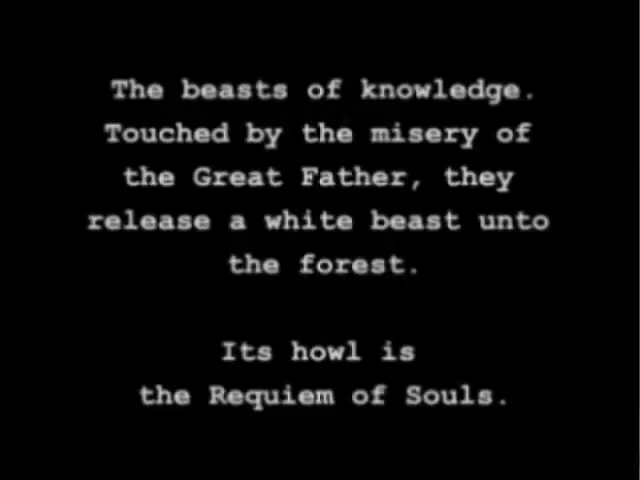 The beasts of knowledge.
Touched by the misery of
the Great Father, they
release a white beast unto
the forest.
Its howl is
the Requiem of Souls.